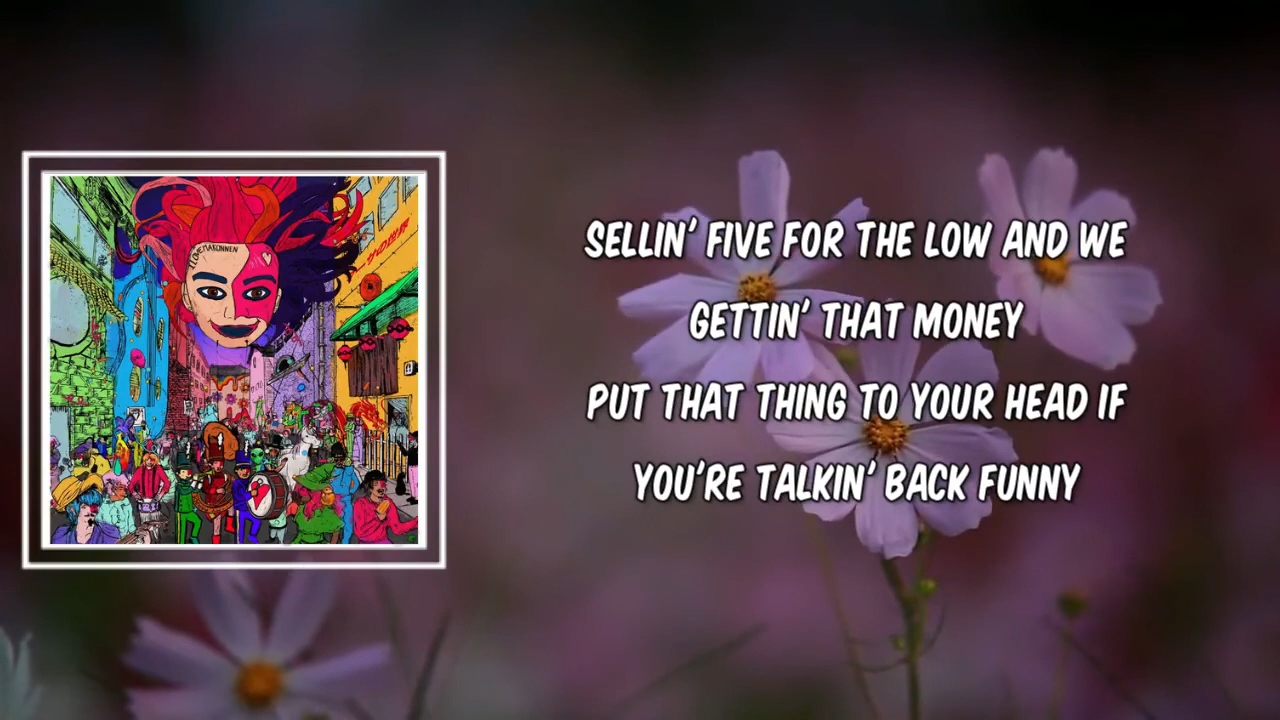 SELLIN' FIVE FOR THE LOW AND WE
GETTIN' THAT MONEY
PUT THAT THING TO YOUR HEAD IF
YOU'RE TALKIN' BACK FUNNY